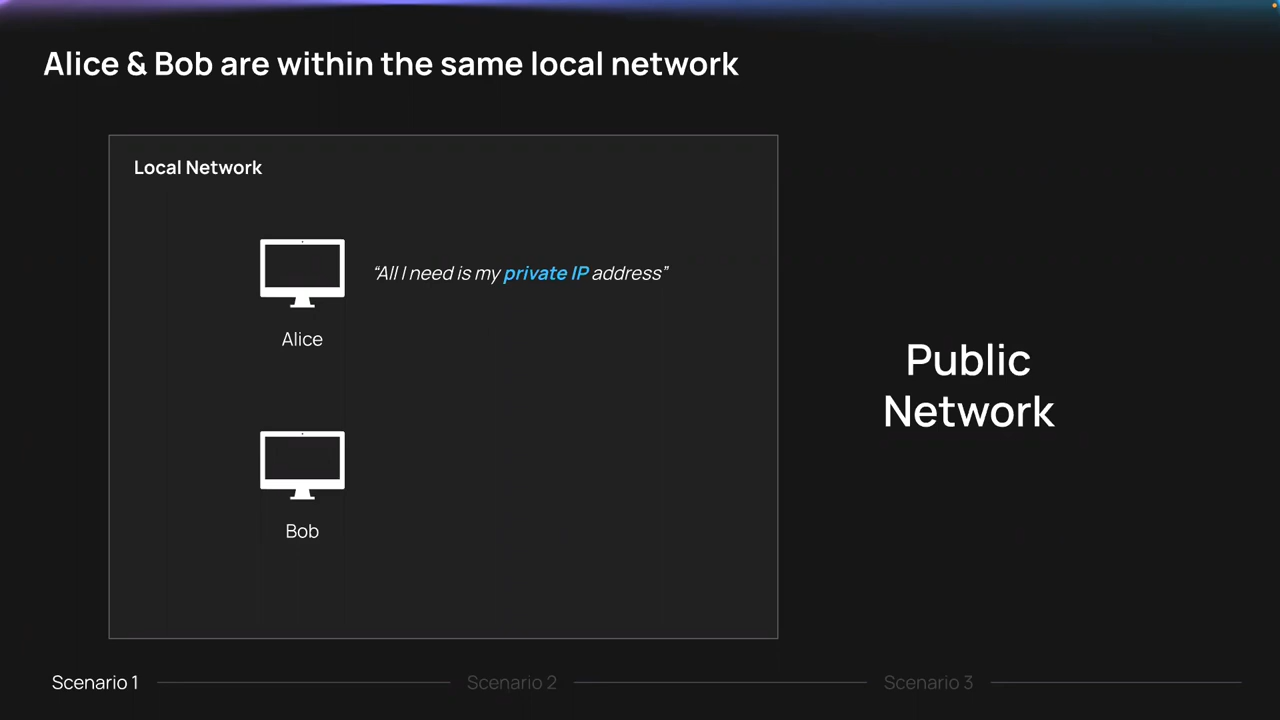 Alice & Bob are within the same local network
Local Network
“All I need is my private IP address”
Alice
Bob
Public
Network
Scenario 1
Scenario 2
Scenario 3